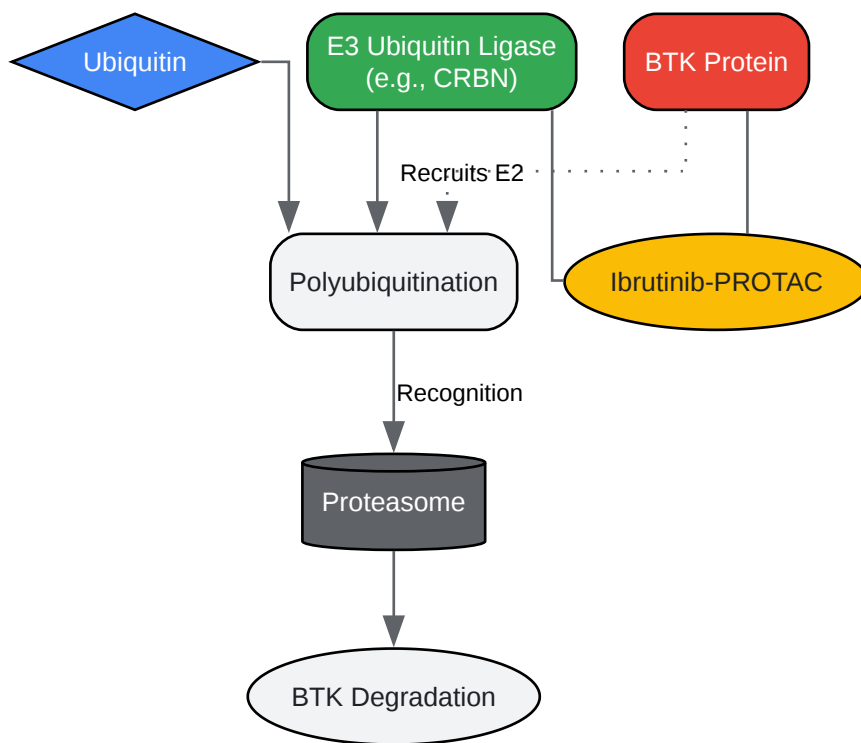 Ubiquitin
E3 Ubiquitin Ligase
(e.g., CRBN)
BTK Protein
Recruits E2
Polyubiquitination
Ibrutinib-PROTAC
Recognition
Proteasome
BTK Degradation